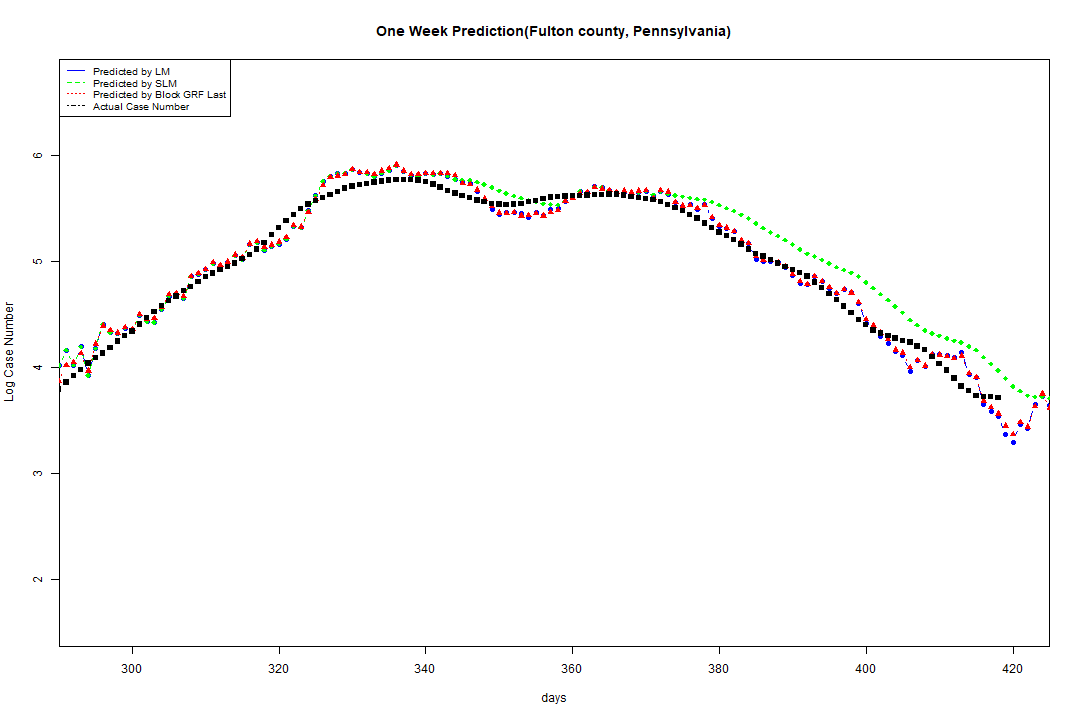 One Week Prediction(Fulton county, Pennsylvania)
Predicted by LM
Predicted by SLM
Predicted by Block GRF Last
Actual Case Number
6
5
4
3
2
Log Case Number
300 320 340 360 380 400 420
days